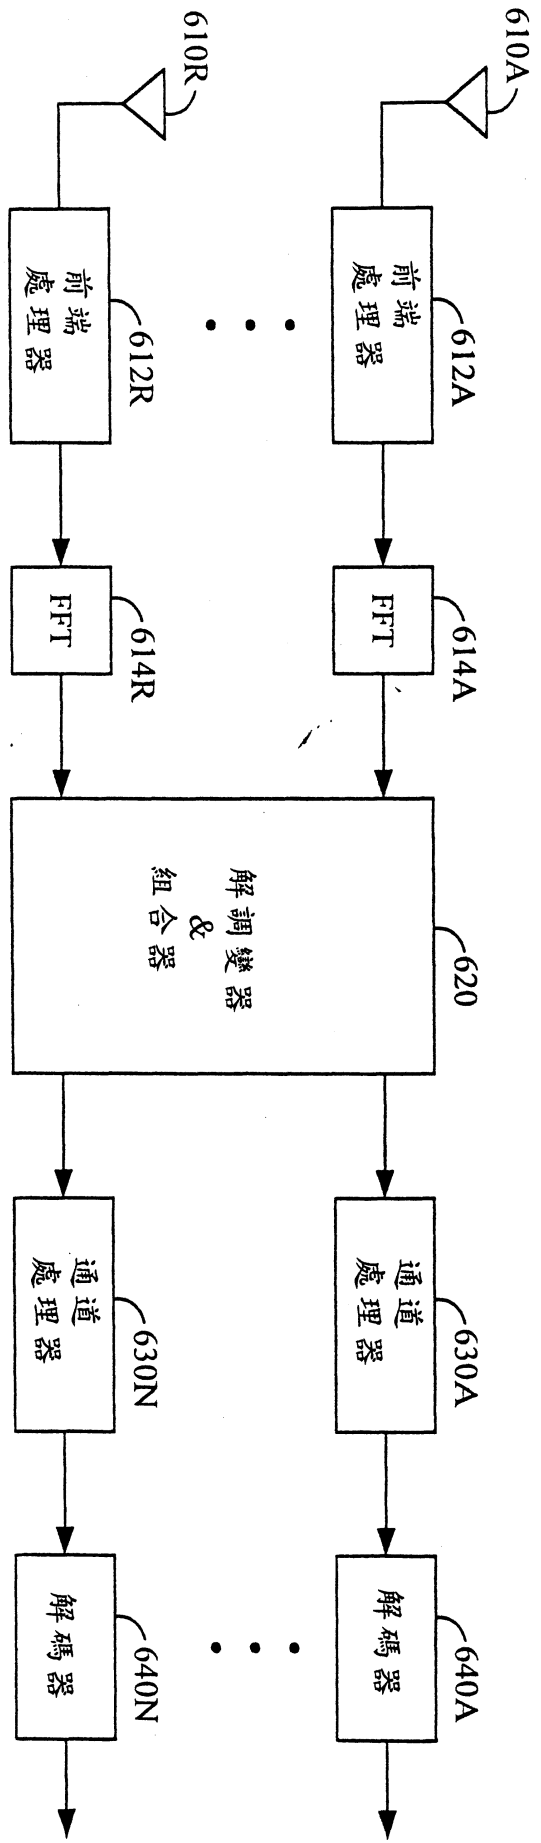 610A
前端
處理器
612A
FFT
614A
610R
前端
處理器
612R
FFT
614R
解調變器
&
組合器
620
通道
處理器
630A
解碼器
640A
通道
處理器
630N
解碼器
640N